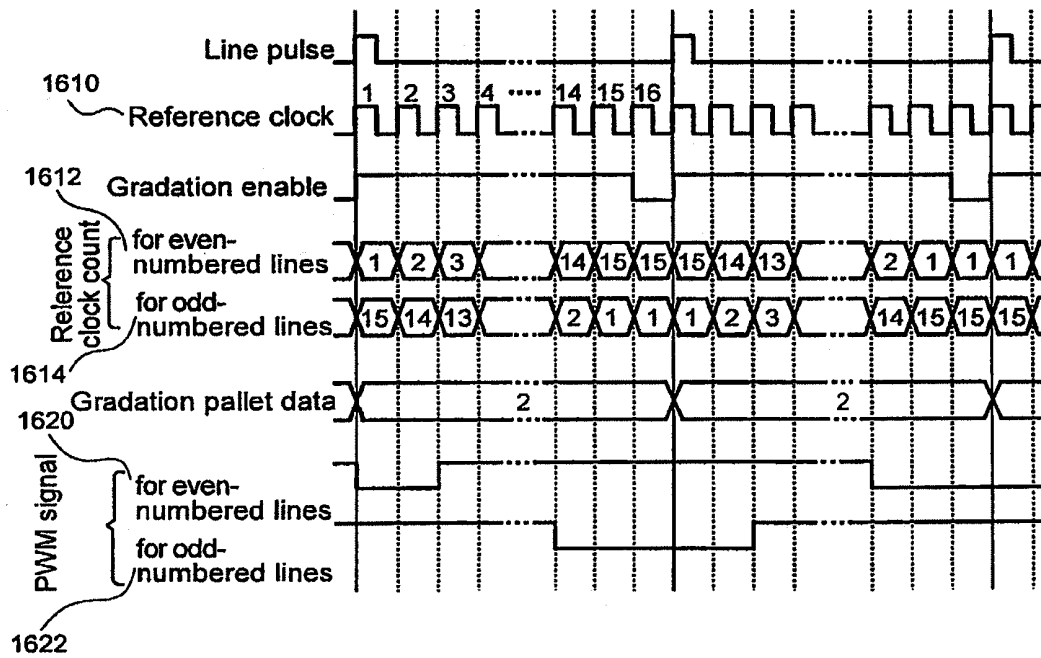 Line pulse
1610
1 2 3 4 ···· 14 15 16
Reference clock
Gradation enable
1612
Reference clock count
for even-numbered lines
1 2 3 14 15 15 15 14 13 2 1 1 1
for odd-numbered lines
15 14 13 2 1 1 1 2 3 14 15 15 15
1614
Gradation pallet data
2 2
1620
PWM signal
for even-numbered lines
for odd-numbered lines
1622